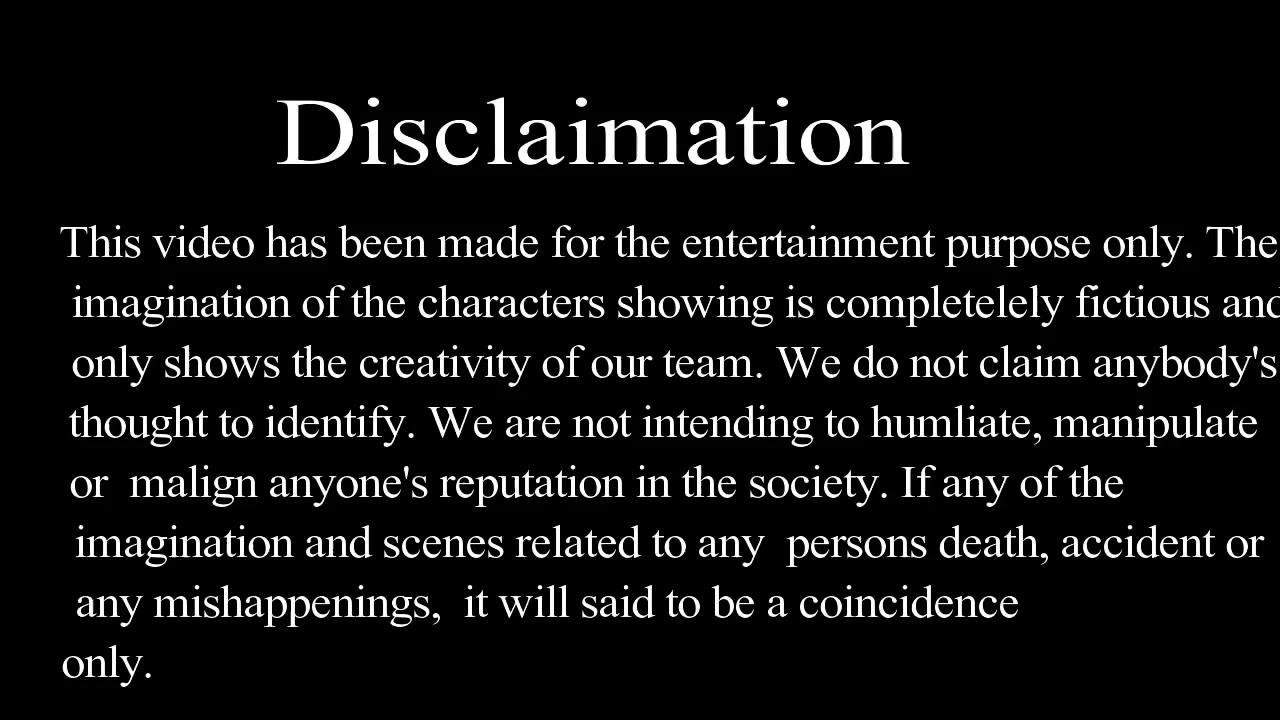 Disclaimation
This video has been made for the entertainment purpose only. The
imagination of the characters showing is completelely fictious and
only shows the creativity of our team. We do not claim anybody's
thought to identify. We are not intending to humliate, manipulate
or  malign anyone's reputation in the society. If any of the
imagination and scenes related to any  persons death, accident or
any mishappenings,  it will said to be a coincidence
only.